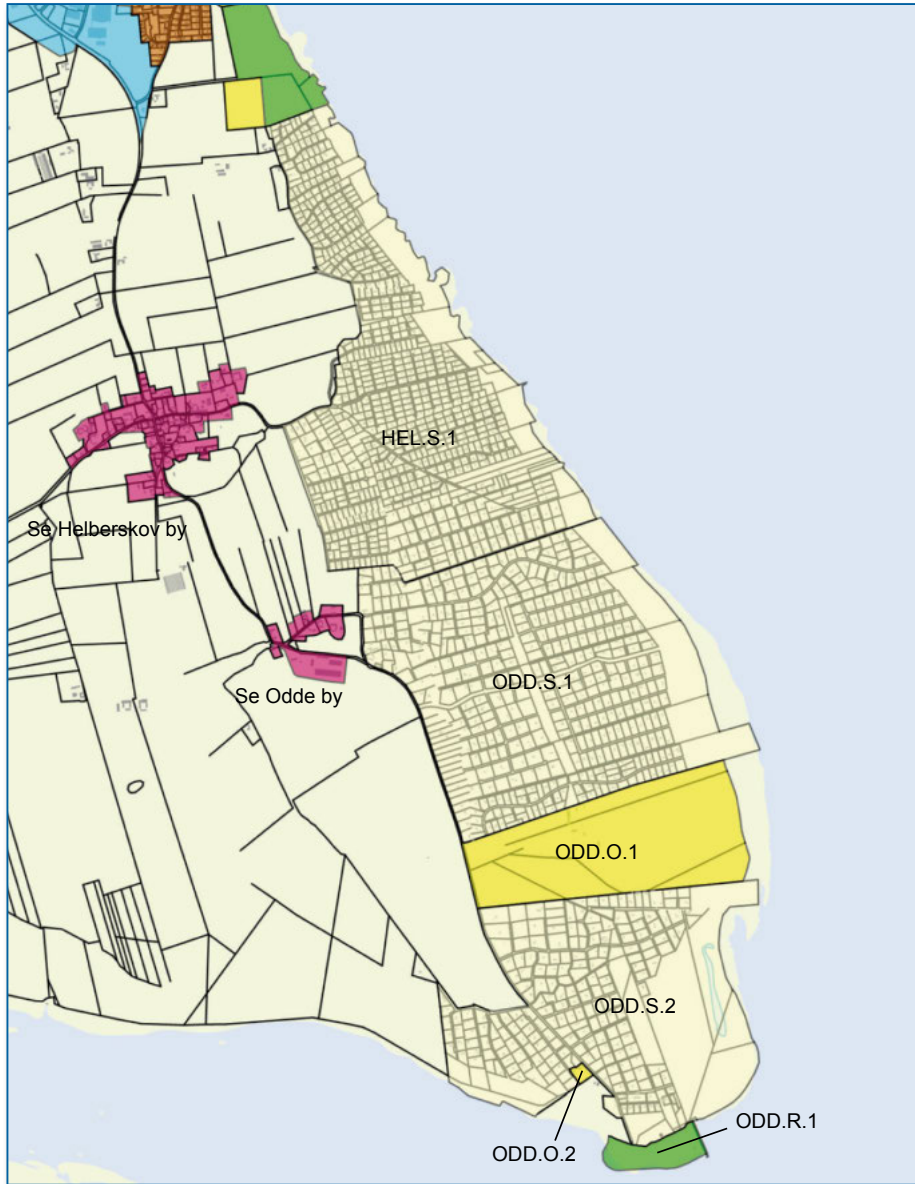 HEL.S.1
Se Helberskov by
ODD.S.1
Se Odde by
ODD.O.1
ODD.S.2
ODD.R.1
ODD.O.2